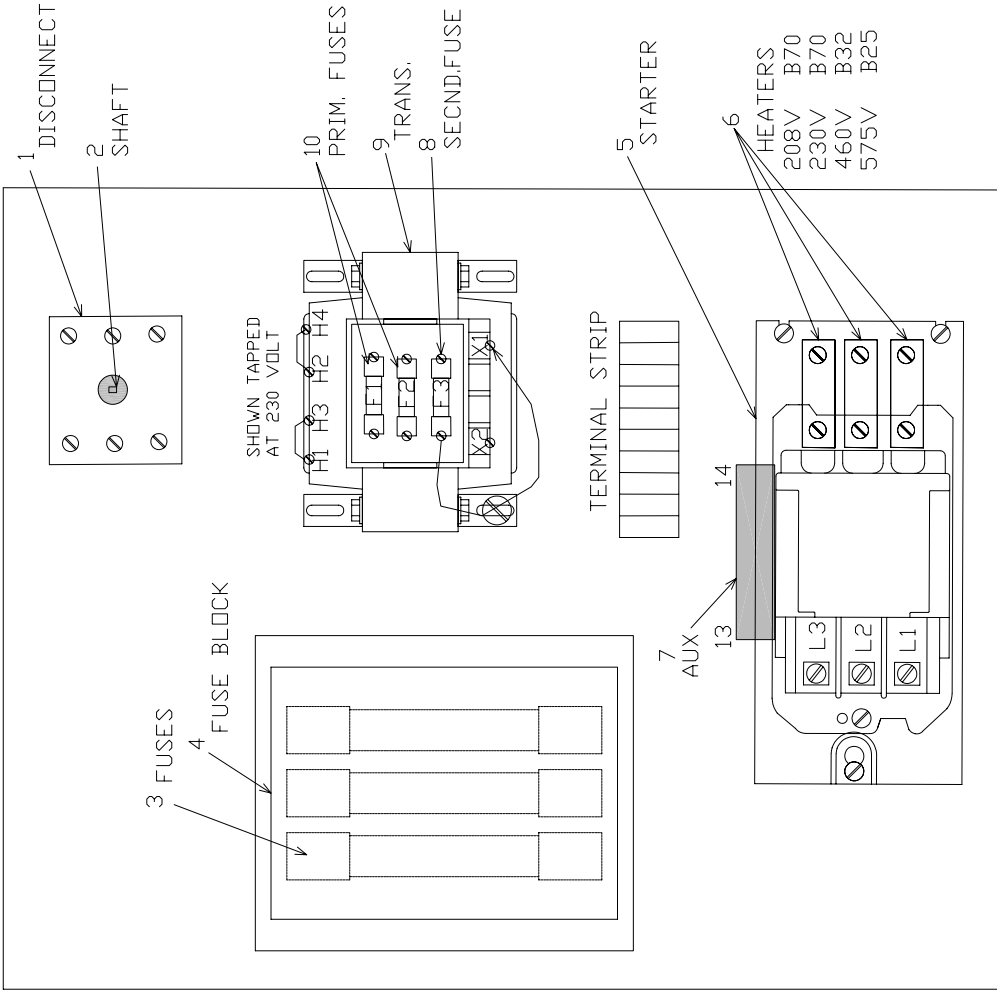 1 DISCONNECT
2 SHAFT
10 PRIM. FUSES
9 TRANS.
8 SECND.FUSE
SHOWN TAPPED
AT 230 VOLT
H1 H3 H2 H4
F1
F2
F3
X2 X1
3 FUSES
4 FUSE BLOCK
TERMINAL STRIP
5 STARTER
6
HEATERS
208V B70
230V B70
460V B32
575V B25
7
AUX
13 14
L3
L2
L1